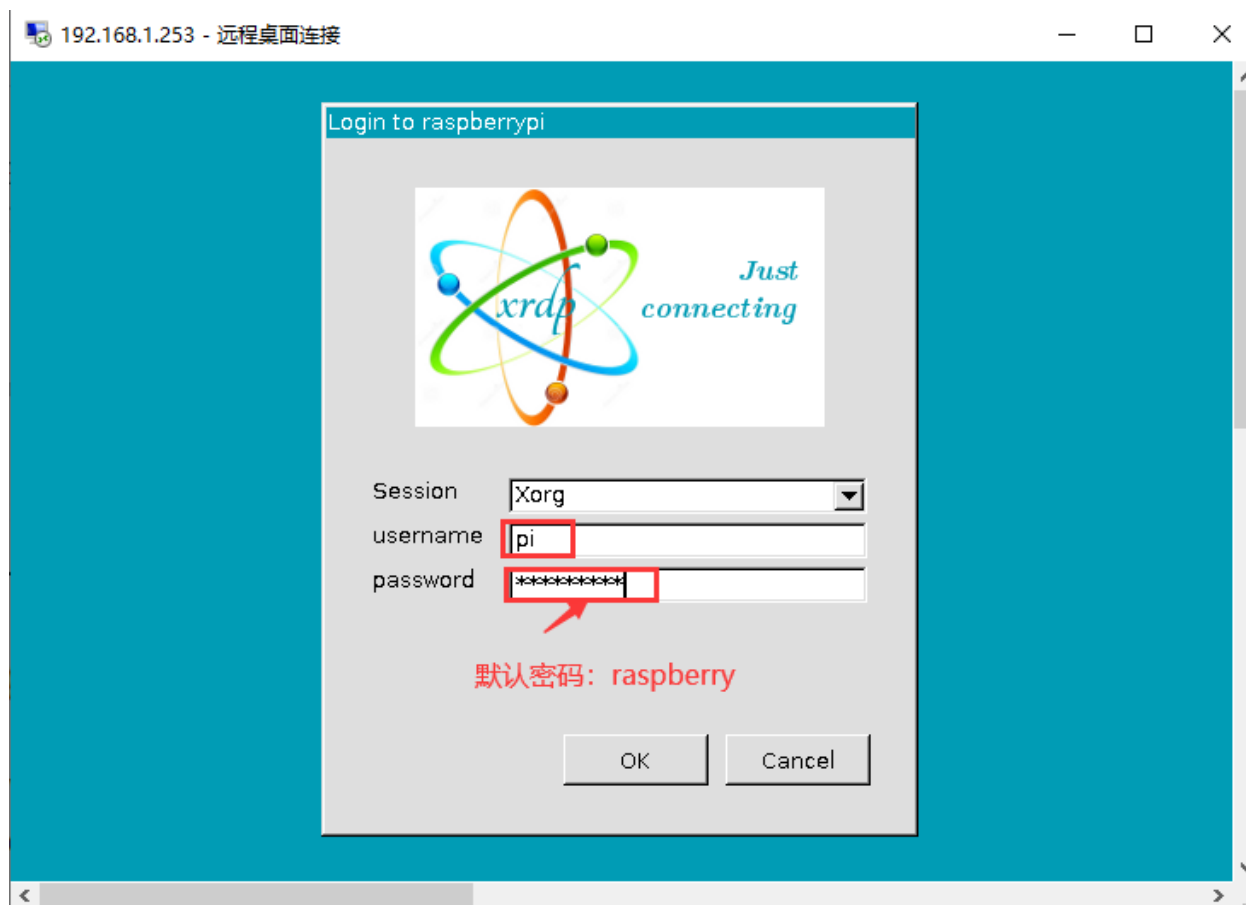 192.168.1.253 - 远程桌面连接
Login to raspberrypi
xrdp
Just
connecting
Session Xorg
username pi
password *********
默认密码：raspberry
OK Cancel